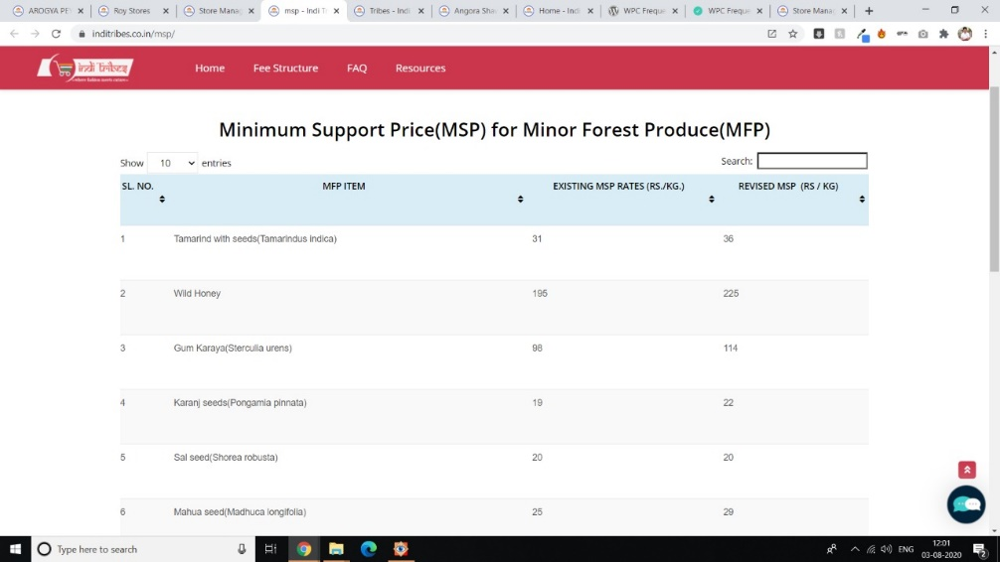 AROGYA PEY
Roy Stores
Store Manag
msp - Indi T
Tribes - Indi
Angora Sha
Home - Indi
WPC Freque
WPC Freque
Store Manag
inditribes.co.in/msp/
indi tribes
Home Fee Structure FAQ Resources
Minimum Support Price(MSP) for Minor Forest Produce(MFP)
Show 10 entries Search:
SL. NO. MFP ITEM EXISTING MSP RATES (RS./KG.) REVISED MSP (RS / KG)
1 Tamarind with seeds(Tamarindus indica) 31 36
2 Wild Honey 195 225
3 Gum Karaya(Sterculia urens) 98 114
4 Karanj seeds(Pongamia pinnata) 19 22
5 Sal seed(Shorea robusta) 20 20
6 Mahua seed(Madhuca longifolia) 25 29
Type here to search
ENG
12:01
03-08-2020
2